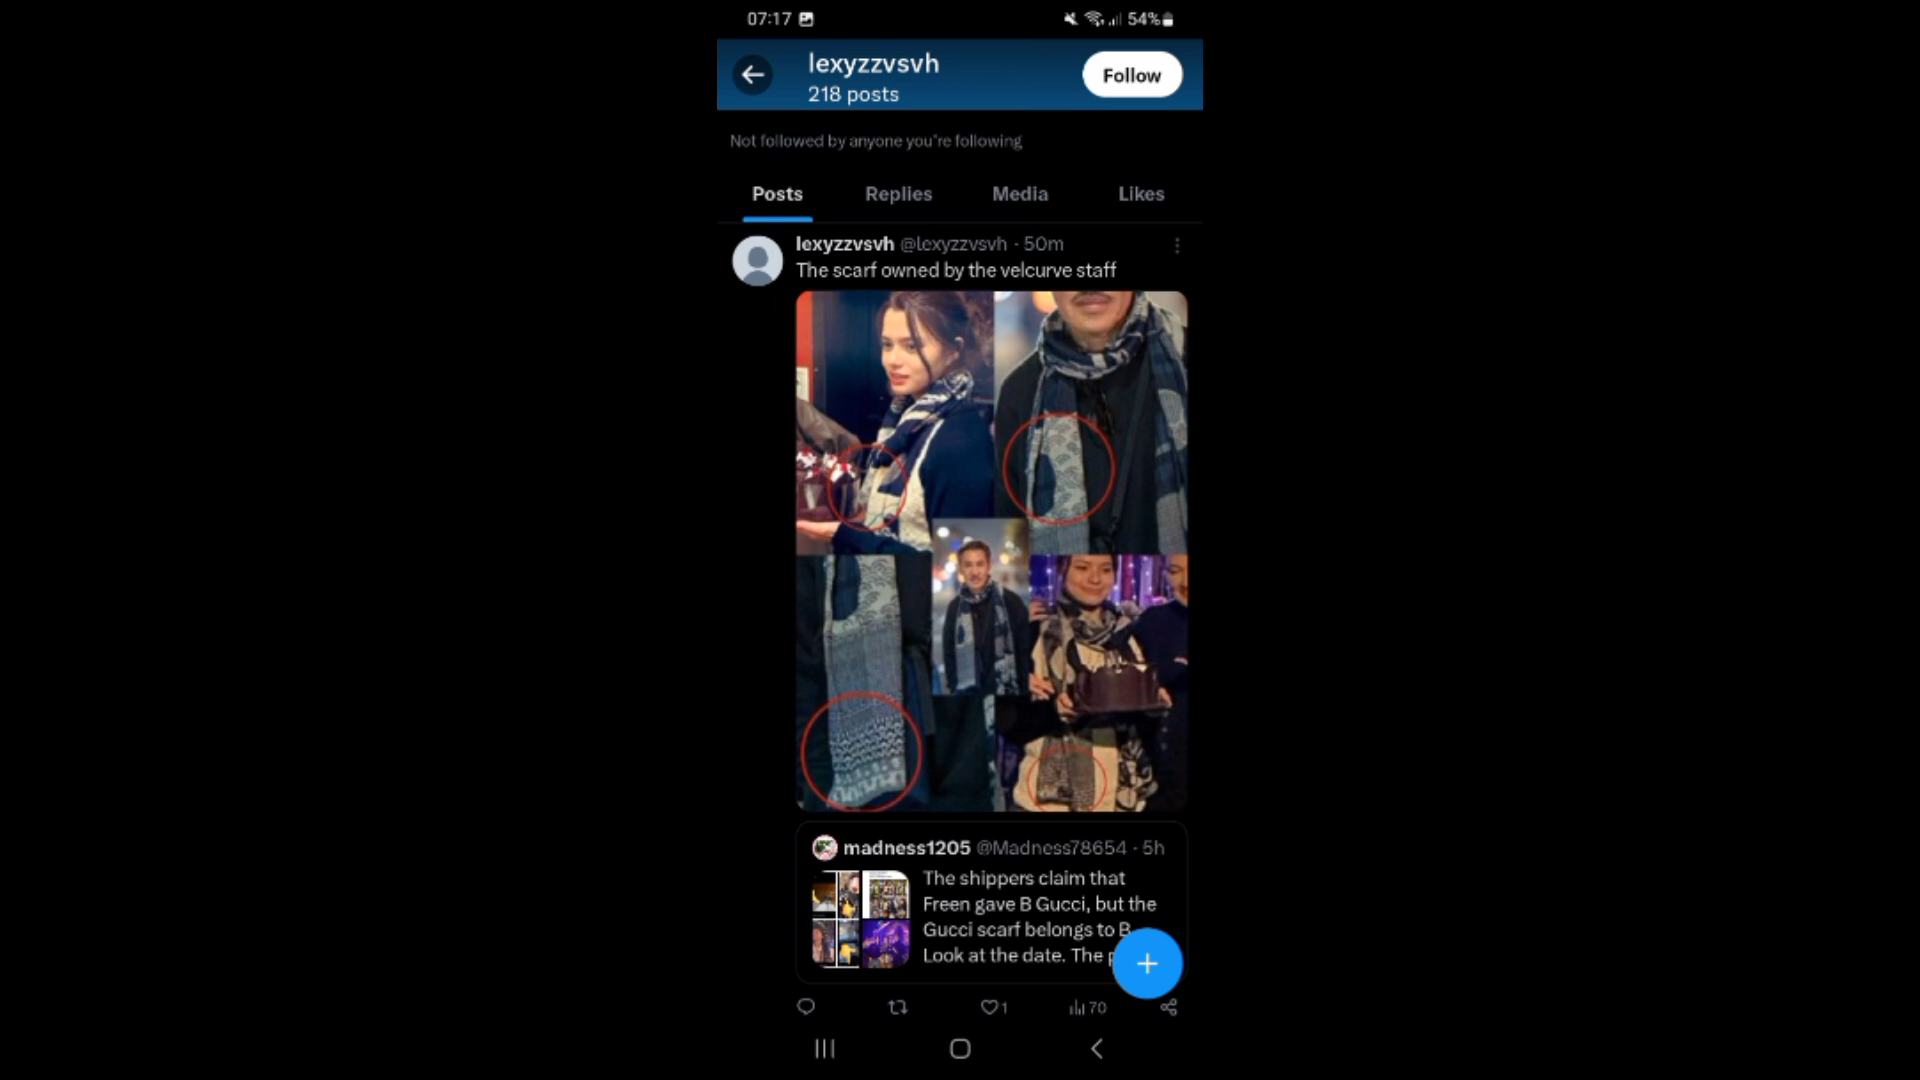 07:17
54%
lexyzzvsvh
218 posts
Follow
Not followed by anyone you're following
Posts
Replies
Media
Likes
lexyzzvsvh @lexyzzvsvh · 50m
The scarf owned by the velcurve staff
madness1205 @Madness78654 · 5h
The shippers claim that
Freen gave B Gucci, but the
Gucci scarf belongs to B
Look at the date. The
1
70